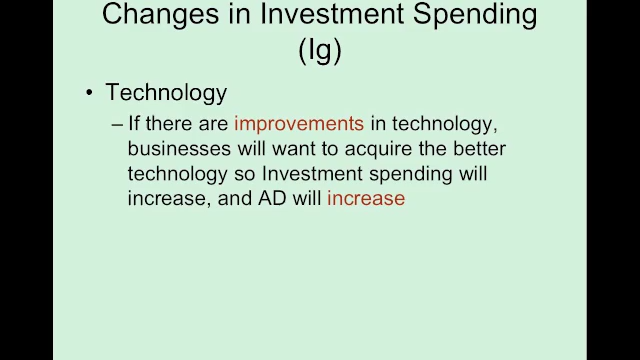 Changes in Investment Spending
(Ig)
• Technology
– If there are improvements in technology,
businesses will want to acquire the better
technology so Investment spending will
increase, and AD will increase